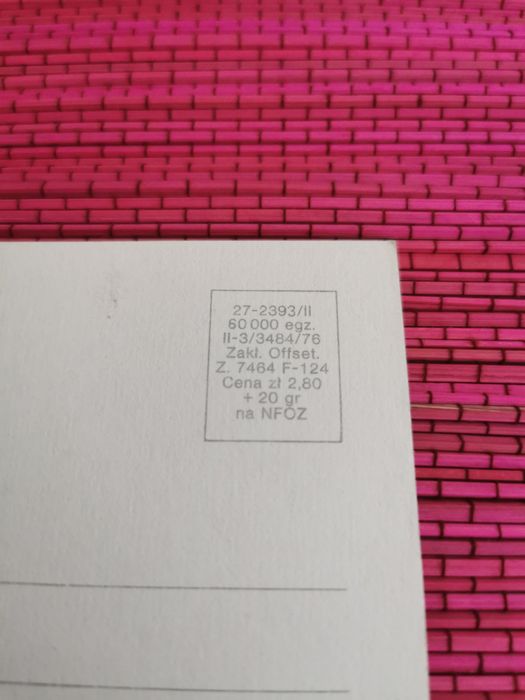 27-2393/II
60 000 egz.
II-3/3484/76
Zakł. Offset.
Z. 7464 F-124
Cena zł 2,80
+ 20 gr
na NFOZ